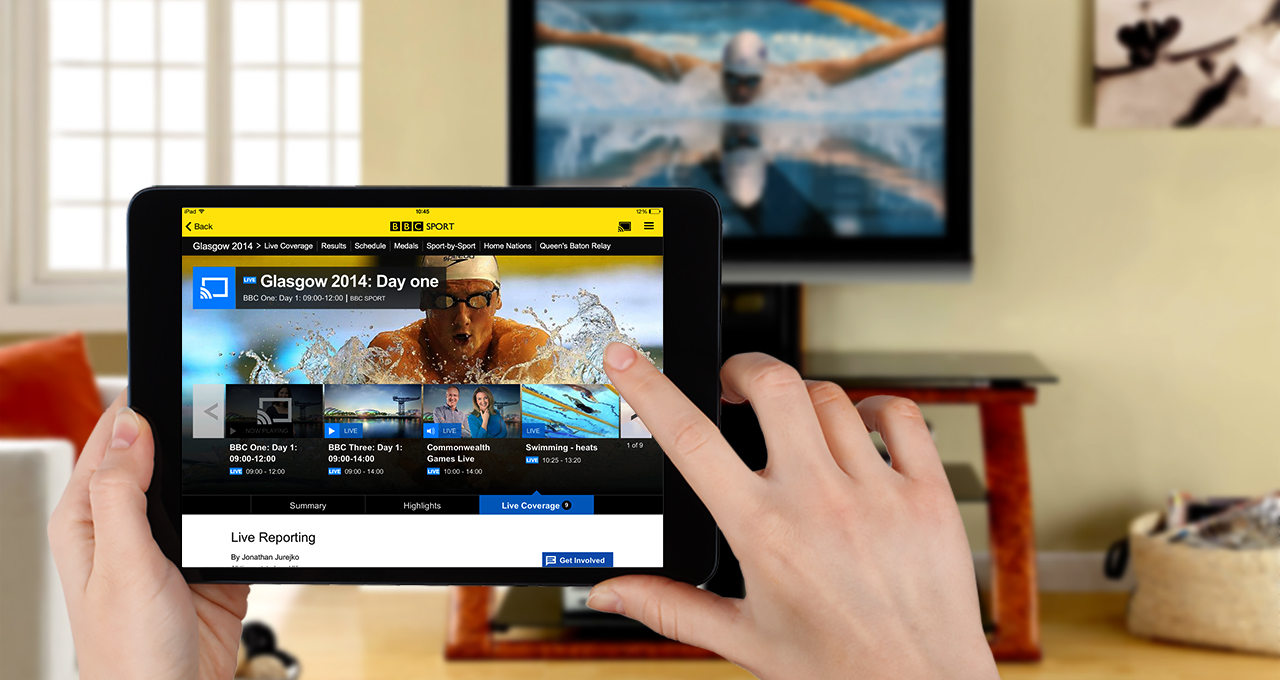 iPad 10:45 12%
Back BBC SPORT
Glasgow 2014 > Live Coverage Results Schedule Medals Sport-by-Sport Home Nations Queen's Baton Relay
LIVE Glasgow 2014: Day one
BBC One: Day 1: 09:00-12:00 | BBC SPORT
speedo
NOW PLAYING
LIVE
LIVE
LIVE
BBC One: Day 1:
09:00-12:00
LIVE 09:00 - 12:00
BBC Three: Day 1:
09:00-14:00
LIVE 09:00 - 14:00
Commonwealth
Games Live
LIVE 10:00 - 14:00
Swimming - heats
LIVE 10:25 - 13:20
1 of 9
Summary Highlights Live Coverage 9
Live Reporting
By Jonathan Jurejko
Get Involved